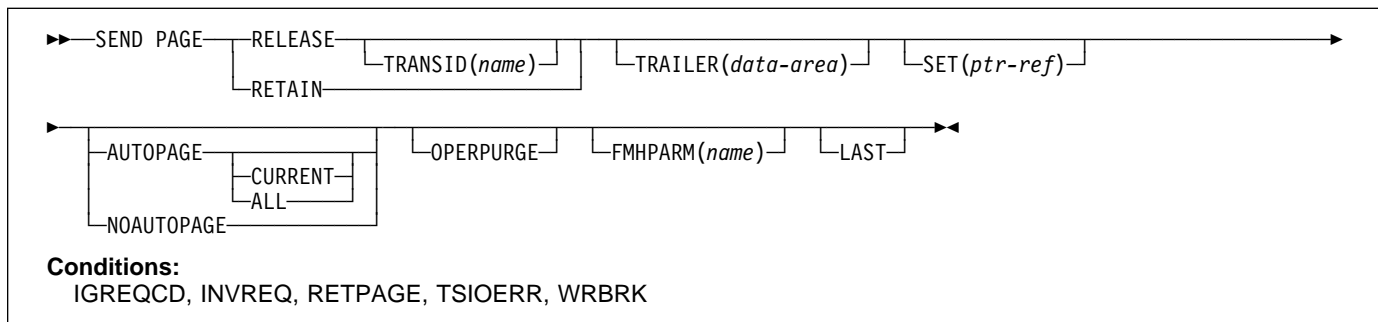 SEND PAGE RELEASE TRANSID(name) TRAILER(data-area) SET(ptr-ref)
RETAIN
AUTOPAGE CURRENT OPERPURGE FMHPARM(name) LAST
ALL
NOAUTOPAGE
Conditions:
IGREQCD, INVREQ, RETPAGE, TSIOERR, WRBRK